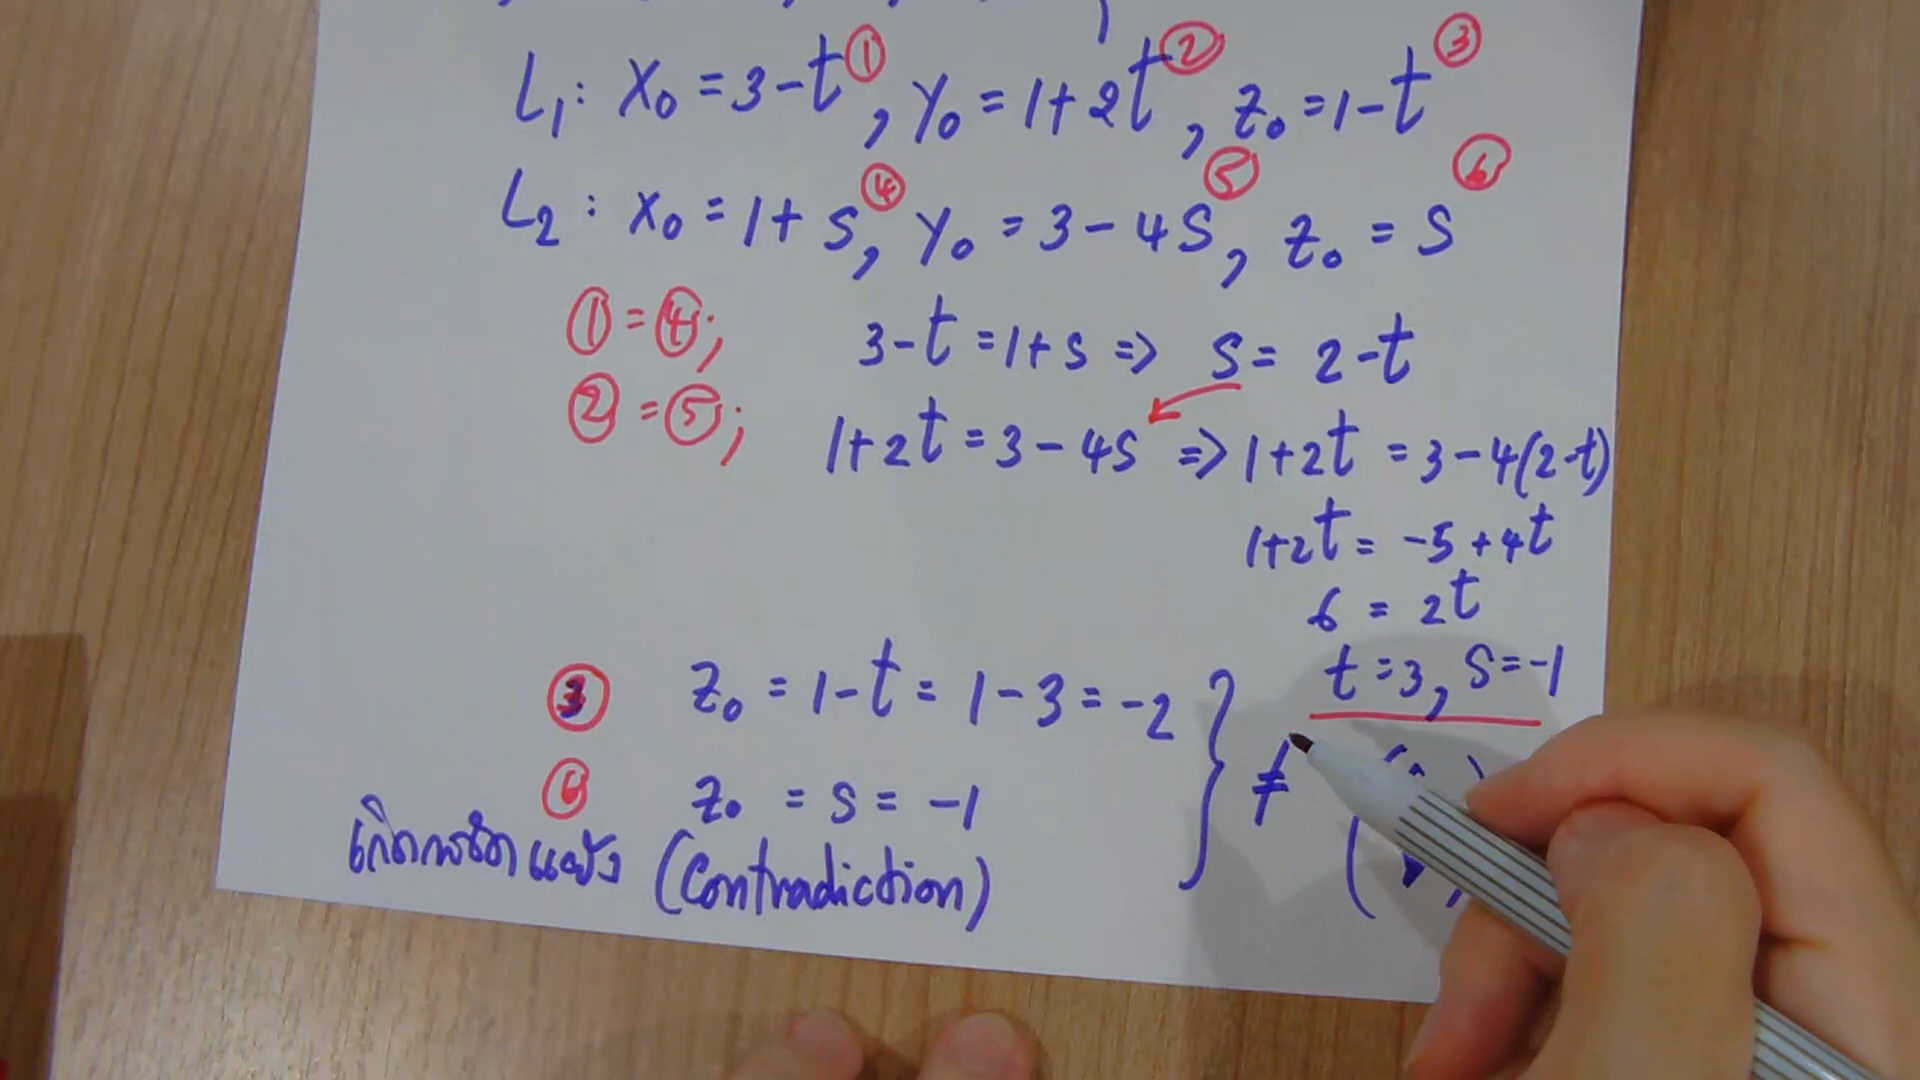 L₁: x₀ = 3-t ①, y₀ = 1+2t ②, z₀ = 1-t ③
L₂: x₀ = 1+s ④, y₀ = 3-4s ⑤, z₀ = s ⑥
①=④; 3-t = 1+s ⇒ s = 2-t
②=⑤; 1+2t = 3-4s ⇒ 1+2t = 3-4(2-t)
1+2t = -5+4t
6 = 2t
t=3, s=-1
③ z₀ = 1-t = 1-3 = -2
⑥ z₀ = s = -1 } ≠
เกิดการขัดแย้ง (Contradiction)